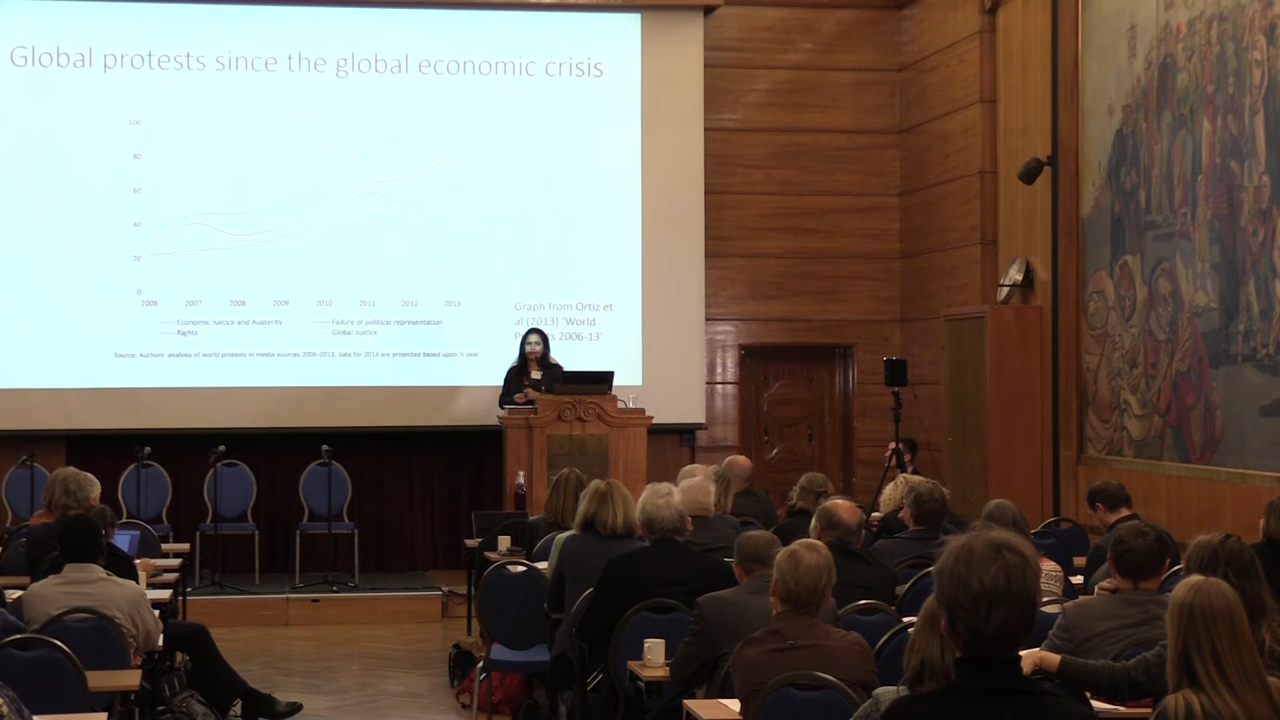 Global protests since the global economic crisis
100
80
60
40
20
0
2006 2007 2008 2009 2010 2011 2012 2013
Economic Justice and Austerity Failure of political representation
Rights Global Justice
Source: Authors' analysis of world protests in media sources 2006-2013, data for 2013 are projected based upon ½ year
Graph from Ortiz et
al (2013) 'World
2006-13'